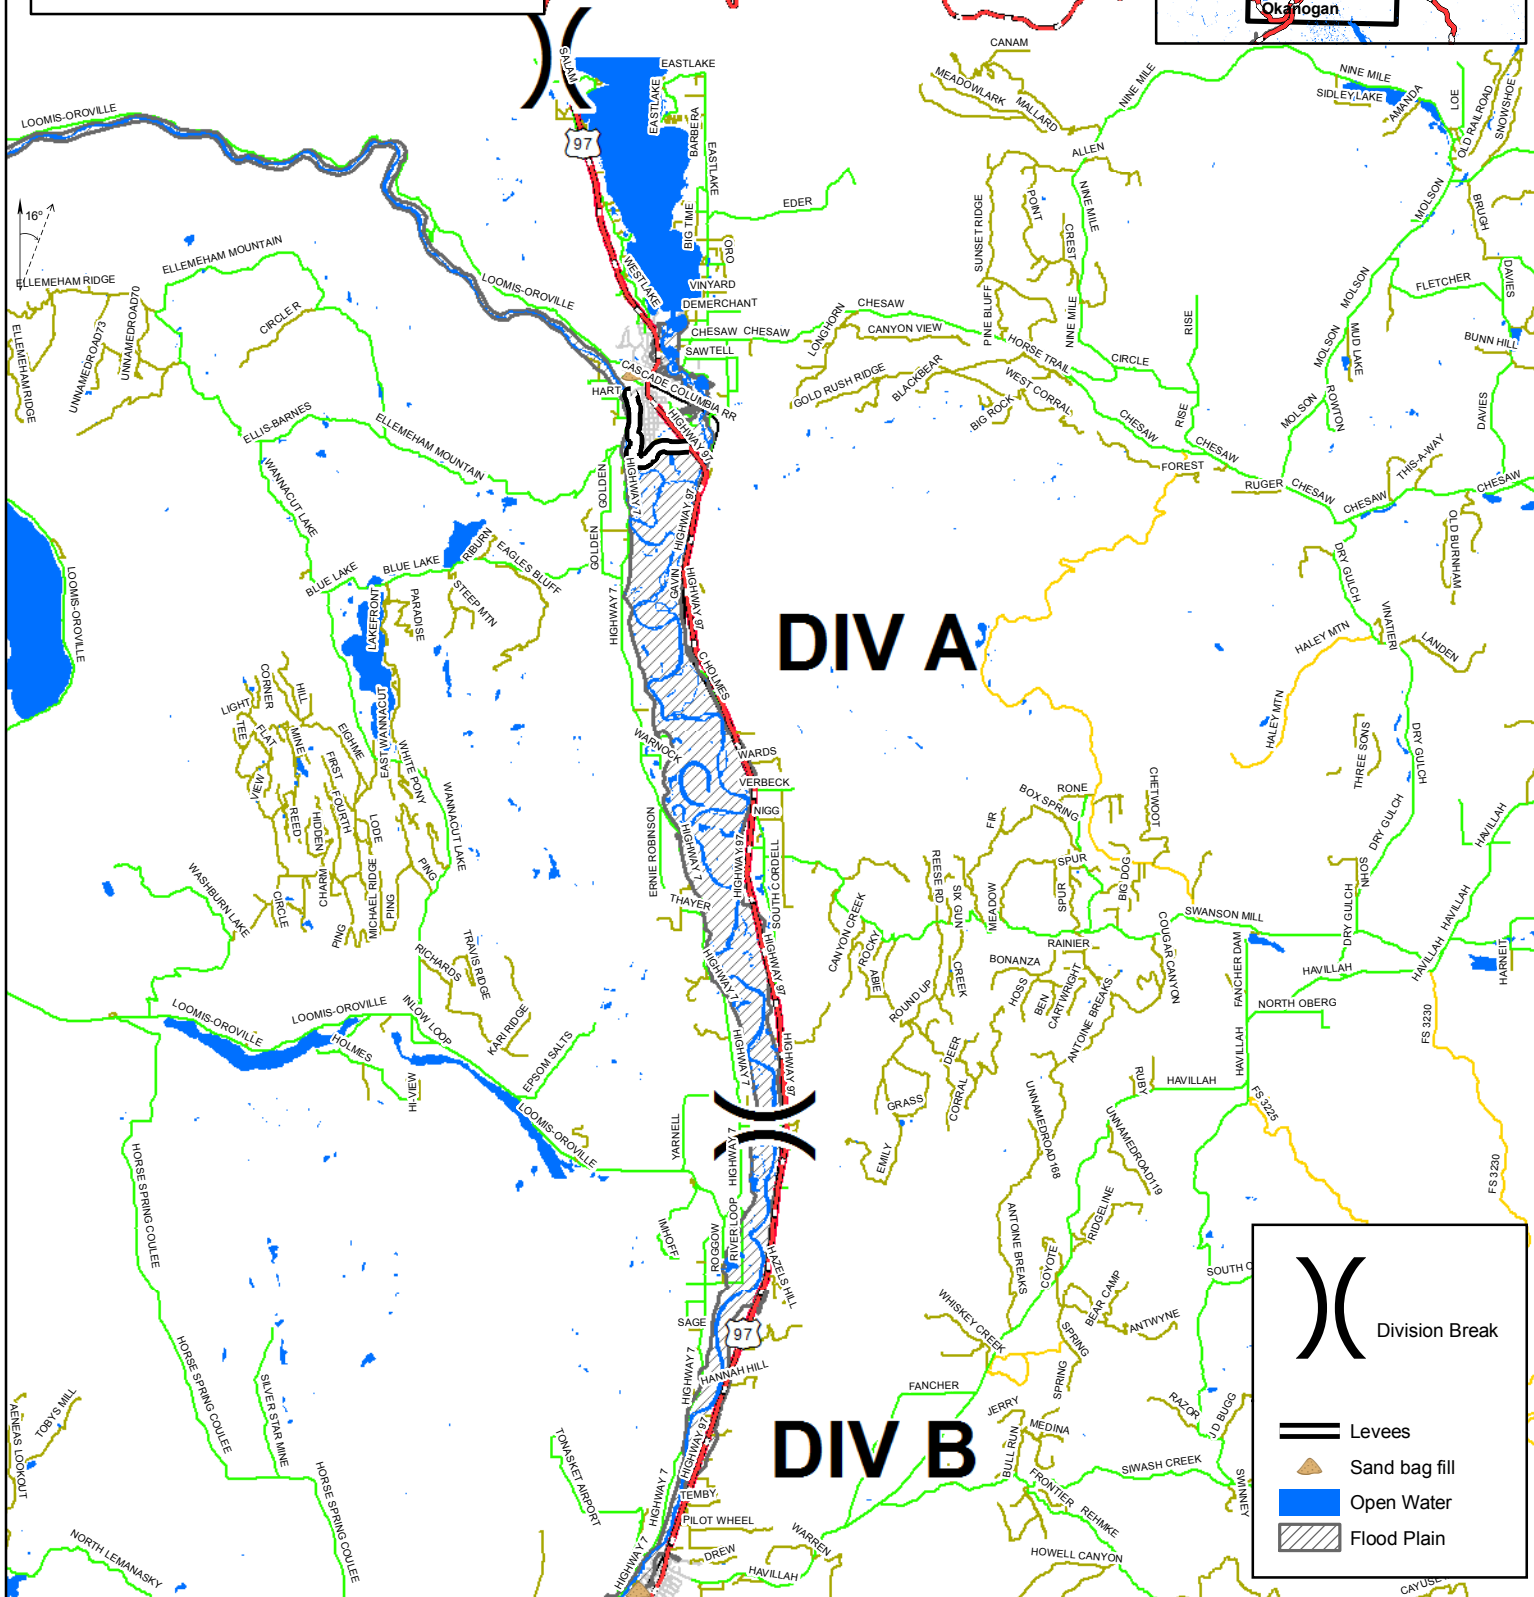 Okanogan
SALAM
EASTLAKE
CANAM
NINE MILE
NINE MILE
SIDLEY LAKE
AMANDA
LOE
OLD RAILROAD
SNOWSHOE
MEADOWLARK
MALLARD
LOOMIS-OROVILLE
EASTLAKE
BARBERA
97
EASTLAKE
ALLEN
16°
EDER
BIG TIME
ORO
SUNSET RIDGE
POINT
NINE MILE
CREST
MOLSON
BRUGH
ELLEMEHAM MOUNTAIN
ELLEMEHAM RIDGE
LOOMIS-OROVILLE
WESTLAKE
VINYARD
DEMERCHANT
CHESAW
MOLSON
FLETCHER
DAVIES
UNNAMEDROAD70
CIRCLE R
UNNAMEDROAD73
ELLEMEHAM RIDGE
CHESAW
CHESAW
SAWTELL
LONGHORN
CANYON VIEW
PINE BLUFF
NINE MILE
HORSE TRAIL
CIRCLE
RISE
MOLSON
MUD LAKE
BUNN HILL
CASCADE COLUMBIA RR
HART
GOLD RUSH RIDGE
BLACKBEAR
WEST CORRAL
BIG ROCK
ROWTON
MOLSON
DAVIES
RISE
ELLIS-BARNES
ELLEMEHAM MOUNTAIN
HIGHWAY 97
CHESAW
CHESAW
FOREST
THIS-A-WAY
WANNACUT LAKE
GOLDEN
HIGHWAY 7
RUGER
CHESAW
CHESAW
CHESAW
HIGHWAY 97
OLD BURNHAM
RIBURN
EAGLES BLUFF
GOLDEN
BLUE LAKE
BLUE LAKE
LOOMIS-OROVILLE
STEEP MTN
PARADISE
LAKEFRONT
HIGHWAY 7
GAVIN
HIGHWAY 97
DRY GULCH
VINATIERI
HALEY MTN
LANDEN
DIV A
C HOLMES
CORNER
HILL
LIGHT
TEE
FLAT
MINE
EIGHME
EAST WANNACUT
WHITE PONY
FIRST
VIEW
WARNOCK
WARDS
VERBECK
NIGG
HALEY MTN
THREE SONS
DRY GULCH
CHETWOOT
RONE
BOX SPRING
FIR
REED
HIDDEN
FOURTH
LODE
WANNACUT LAKE
ERNIE ROBINSON
HIGHWAY 7
HIGHWAY 97
SOUTH CORDELL
HAVILLAH
DRY GULCH
SPUR
BIG DOG
PING
CHARM
MICHAEL RIDGE
CIRCLE
PING
PING
WASHBURN LAKE
THAYER
REESE RD
SIX GUN
MEADOW
SPUR
SOHN
HAVILLAH
SWANSON MILL
CANYON CREEK
ROCKY
ABIE
RAINIER
COUGAR CANYON
FANCHER DAM
DRY GULCH
HAVILLAH
HARNEIT
TRAVIS RIDGE
RICHARDS
HIGHWAY 7
HIGHWAY 97
BONANZA
CREEK
HOSS
BEN
CARTWRIGHT
ANTOINE BREAKS
ROUND UP
HAVILLAH
NORTH OBERG
LOOMIS-OROVILLE
LOOMIS-OROVILLE
INLOW LOOP
KARI RIDGE
HOLMES
EPSOM SALTS
HI-VIEW
HIGHWAY 7
HIGHWAY 97
DEER
CORRAL
GRASS
UNNAMEDROAD168
HAVILLAH
RUBY
HAVILLAH
FS 3225
FS 3230
LOOMIS-OROVILLE
YARNELL
HIGHWAY 7
EMILY
UNNAMEDROAD119
FS 3230
HORSE SPRING COULEE
IMHOFF
ROGGOW
RIVER LOOP
HAZELS HILL
ANTOINE BREAKS
RIDGELINE
COYOTE
SOUTH C
BEAR CAMP
ANTWYNE
SPRING
WHISKEY CREEK
SAGE
97
HANNAH HILL
HIGHWAY 7
HORSE SPRING COULEE
SILVER STAR MINE
FANCHER
SPRING
JERRY
MEDINA
RAZOR
J D BUGG
TOBYS MILL
AENEAS LOOKOUT
DIV B
BULL RUN
SIWASH CREEK
SWINNEY
TONASKET AIRPORT
HIGHWAY 7
HIGHWAY 97
TEMBY
PILOT WHEEL
FRONTIER
REHMKE
HORSE SPRING COULEE
NORTH LEMANASKY
HIGHWAY 7
DREW
HAVILLAH
WARREN
HOWELL CANYON
CAYUSE
Division Break
Levees
Sand bag fill
Open Water
Flood Plain